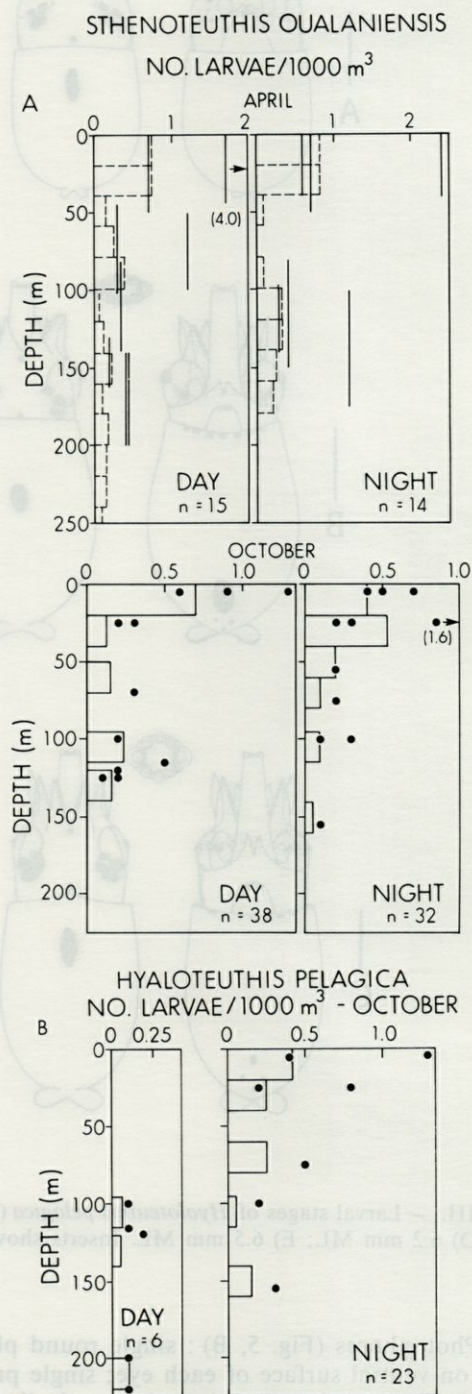 STHENOTEUTHIS OUALANIENSIS
NO. LARVAE/1000 m³
A
APRIL
0 1 2 0 1 2
0
50
100
150
200
250
DEPTH (m)
(4.0)
DAY
n = 15
NIGHT
n = 14
OCTOBER
0 0.5 1.0 0 0.5 1.0
0
50
100
150
200
DEPTH (m)
(1.6)
DAY
n = 38
NIGHT
n = 32
HYALOTEUTHIS PELAGICA
NO. LARVAE/1000 m³ - OCTOBER
B
0 0.25 0 0.5 1.0
0
50
100
150
200
DEPTH (m)
DAY
n=6
NIGHT
n=23